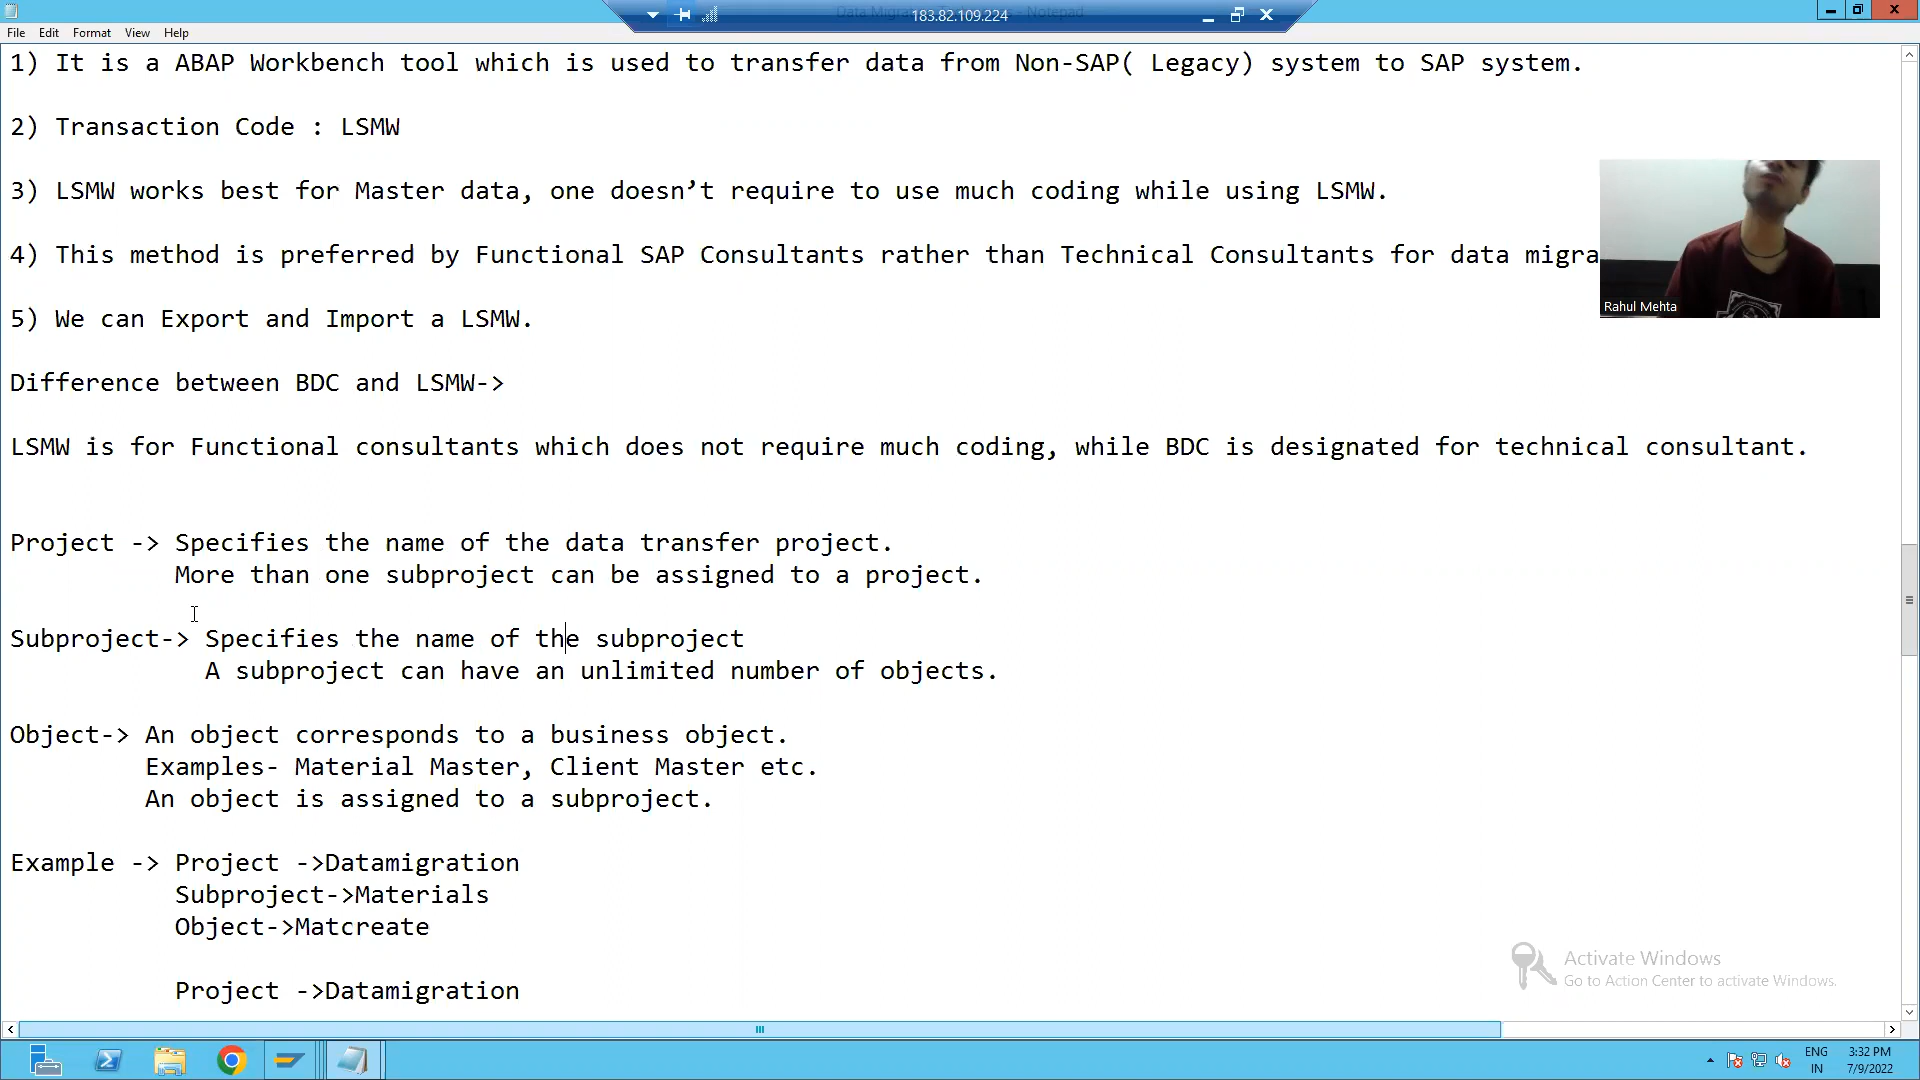 Data Migra
- Notepad
183.82.109.224
File Edit Format View Help
1) It is a ABAP Workbench tool which is used to transfer data from Non-SAP( Legacy) system to SAP system.
2) Transaction Code : LSMW
3) LSMW works best for Master data, one doesn’t require to use much coding while using LSMW.
4) This method is preferred by Functional SAP Consultants rather than Technical Consultants for data migra
Rahul Mehta
5) We can Export and Import a LSMW.
Difference between BDC and LSMW->
LSMW is for Functional consultants which does not require much coding, while BDC is designated for technical consultant.
Project -> Specifies the name of the data transfer project.
More than one subproject can be assigned to a project.
Subproject-> Specifies the name of the subproject
A subproject can have an unlimited number of objects.
Object-> An object corresponds to a business object.
Examples- Material Master, Client Master etc.
An object is assigned to a subproject.
Example -> Project ->Datamigration
Subproject->Materials
Object->Matcreate
Activate Windows
Go to Action Center to activate Windows.
Project ->Datamigration
ENG
IN
3:32 PM
7/9/2022